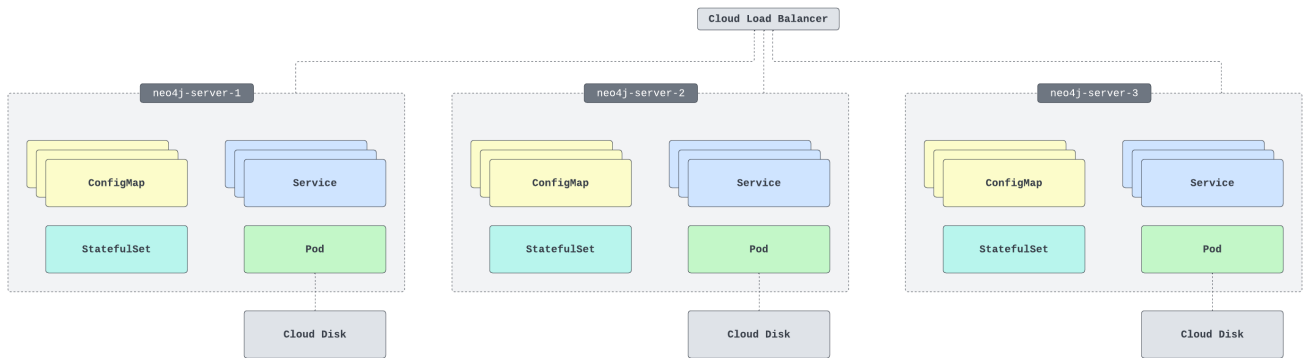 Cloud Load Balancer
neo4j-server-1
neo4j-server-2
neo4j-server-3
ConfigMap
Service
ConfigMap
Service
ConfigMap
Service
StatefulSet
Pod
StatefulSet
Pod
StatefulSet
Pod
Cloud Disk
Cloud Disk
Cloud Disk